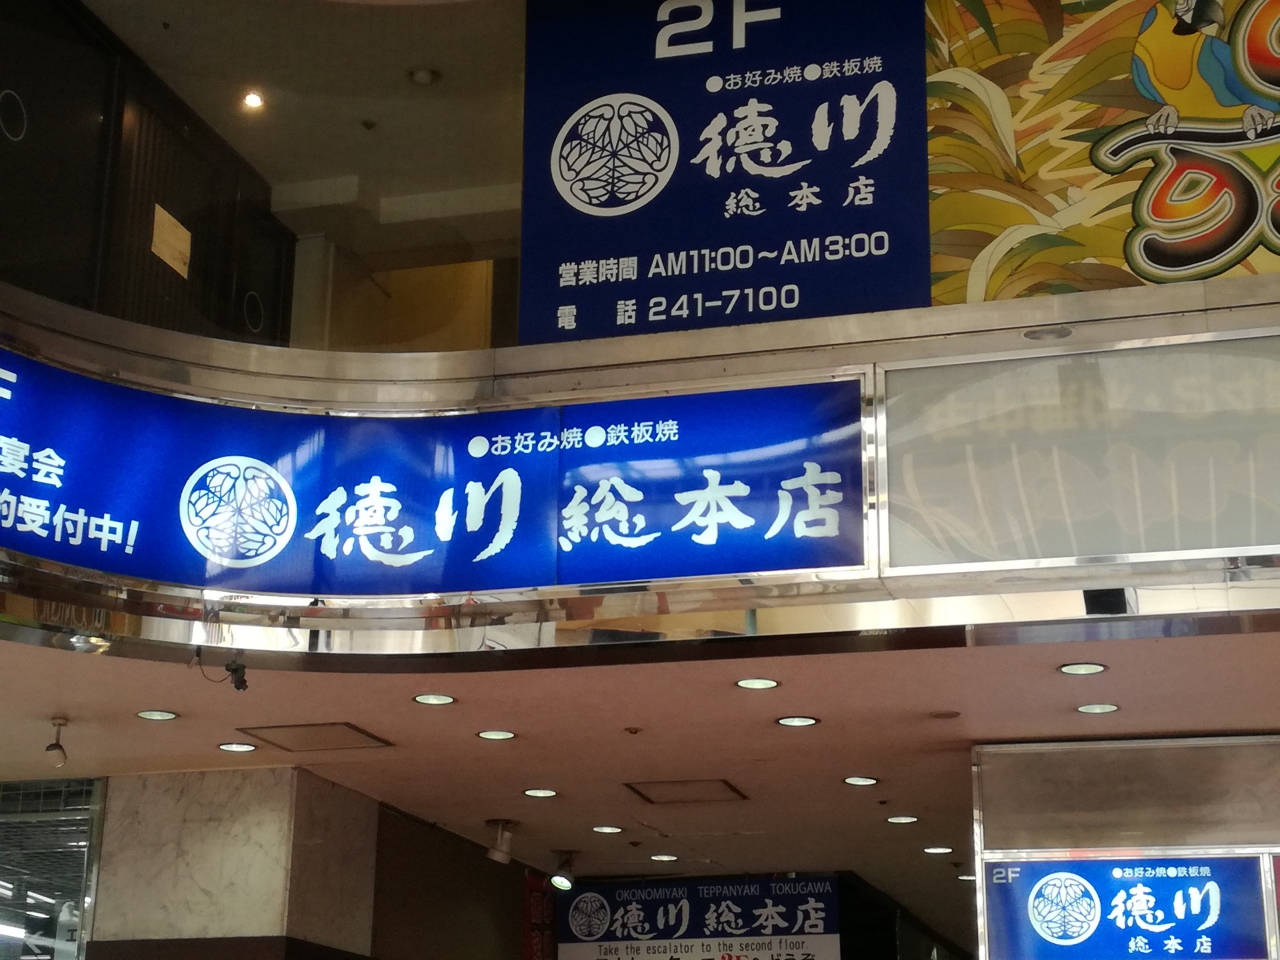 2F
●お好み焼●鉄板焼
徳川
総本店
営業時間 AM11:00～AM3:00
電話 241-7100
宴会
約受付中!
●お好み焼●鉄板焼
徳川 総本店
2F
●お好み焼●鉄板焼
徳川
総本店
OKONOMIYAKI TEPPANYAKI TOKUGAWA
徳川 総本店
Take the escalator to the second floor.